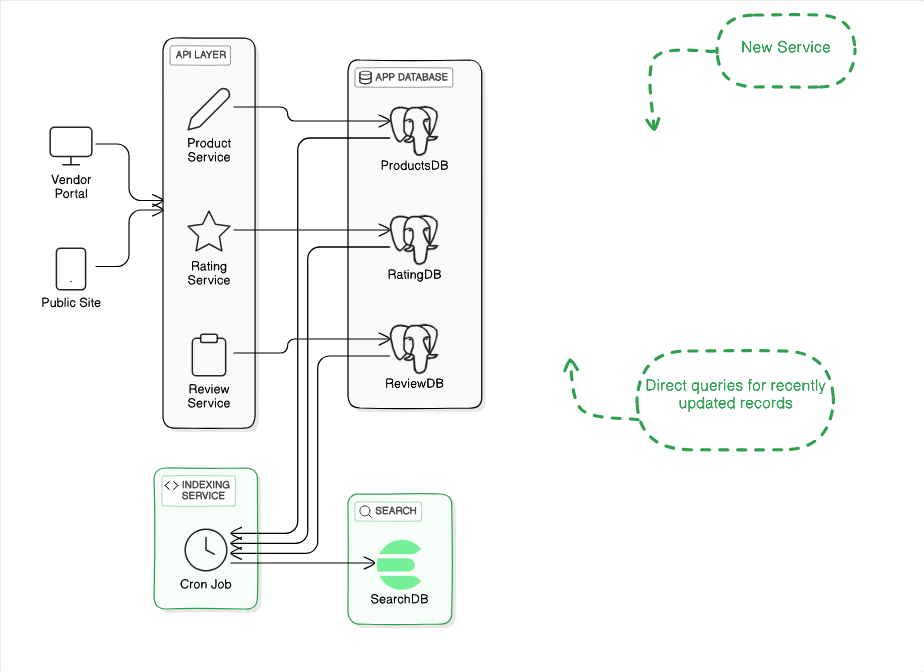 API LAYER
Product
Service
Rating
Service
Review
Service
Vendor
Portal
Public Site
APP DATABASE
ProductsDB
RatingDB
ReviewDB
INDEXING
SERVICE
Cron Job
SEARCH
SearchDB
New Service
Direct queries for recently
updated records